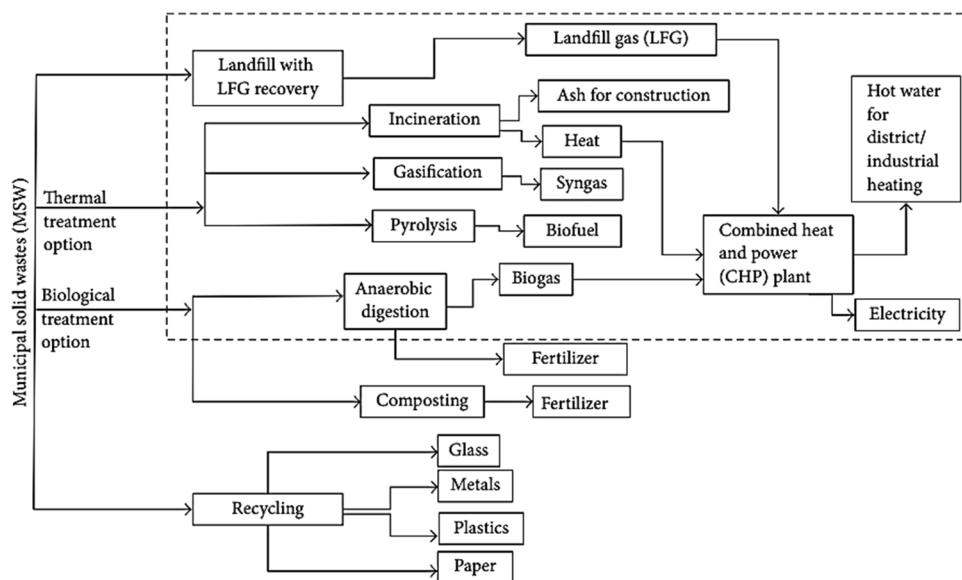 Municipal solid wastes (MSW)
Landfill with
LFG recovery
Landfill gas (LFG)
Thermal
treatment
option
Incineration
Ash for construction
Heat
Gasification
Syngas
Pyrolysis
Biofuel
Hot water
for
district/
industrial
heating
Combined heat
and power
(CHP) plant
Electricity
Biological
treatment
option
Anaerobic
digestion
Biogas
Fertilizer
Composting
Fertilizer
Recycling
Glass
Metals
Plastics
Paper